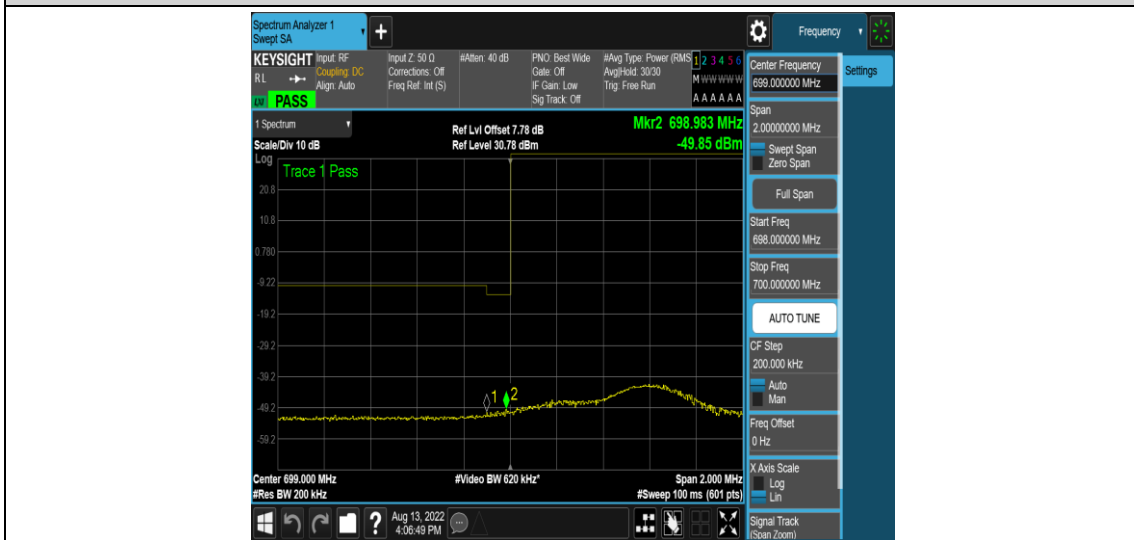 Spectrum Analyzer 1
Swept SA
+
Frequency
KEYSIGHT
RL
LXI
PASS
Input: RF
Coupling: DC
Align: Auto
Input Z: 50 Ω
Corrections: Off
Freq Ref: Int (S)
#Atten: 40 dB
PNO: Best Wide
Gate: Off
IF Gain: Low
Sig Track: Off
#Avg Type: Power (RMS
Avg|Hold: 30/30
Trig: Free Run
1 2 3 4 5 6
M W W W W W
A A A A A A
1 Spectrum
Scale/Div 10 dB
Ref Lvl Offset 7.78 dB
Ref Level 30.78 dBm
Mkr2 698.983 MHz
-49.85 dBm
Log
Trace 1 Pass
20.8
10.8
0.780
-9.22
-19.2
-29.2
-39.2
-49.2
-59.2
1
2
Center 699.000 MHz
#Video BW 620 kHz*
Span 2.000 MHz
#Res BW 200 kHz
#Sweep 100 ms (601 pts)
Center Frequency
699.000000 MHz
Settings
Span
2.00000000 MHz
Swept Span
Zero Span
Full Span
Start Freq
698.000000 MHz
Stop Freq
700.000000 MHz
AUTO TUNE
CF Step
200.000 kHz
Auto
Man
Freq Offset
0 Hz
X Axis Scale
Log
Lin
Signal Track
(Span Zoom)
?
Aug 13, 2022
4:06:49 PM